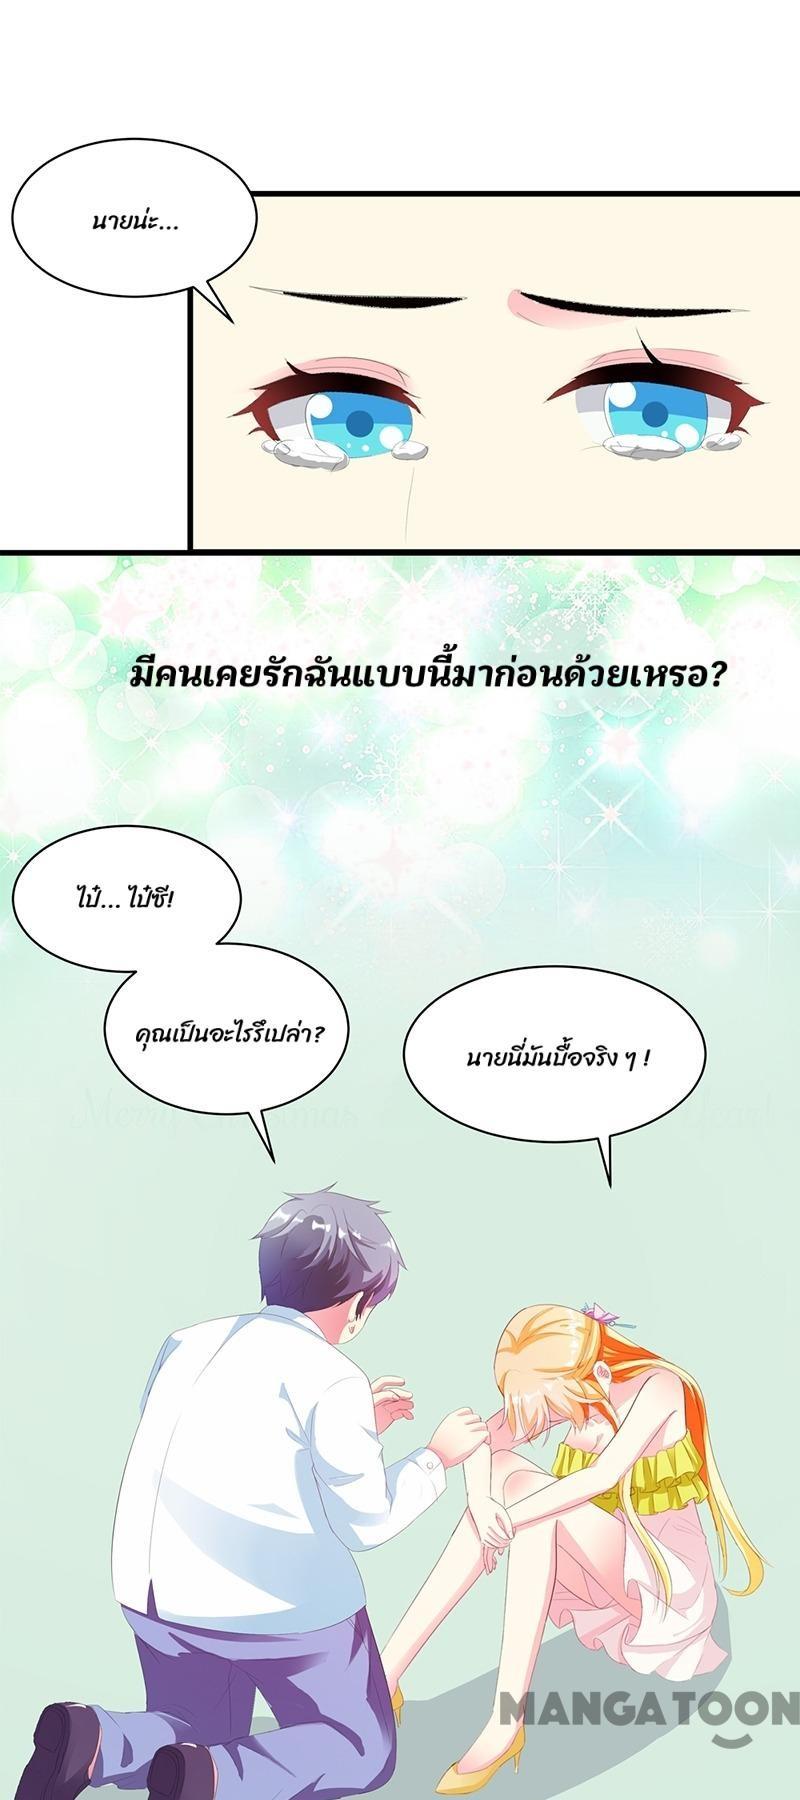 นายน่ะ...
มีคนเคยรักฉันแบบนี้มาก่อนด้วยเหรอ?
ไป๋... ไป๋ซี!
คุณเป็นอะไรรึเปล่า?
นายนี่มันบื้อจริง ๆ !
Merry Christmas
Heart
MANGATOON